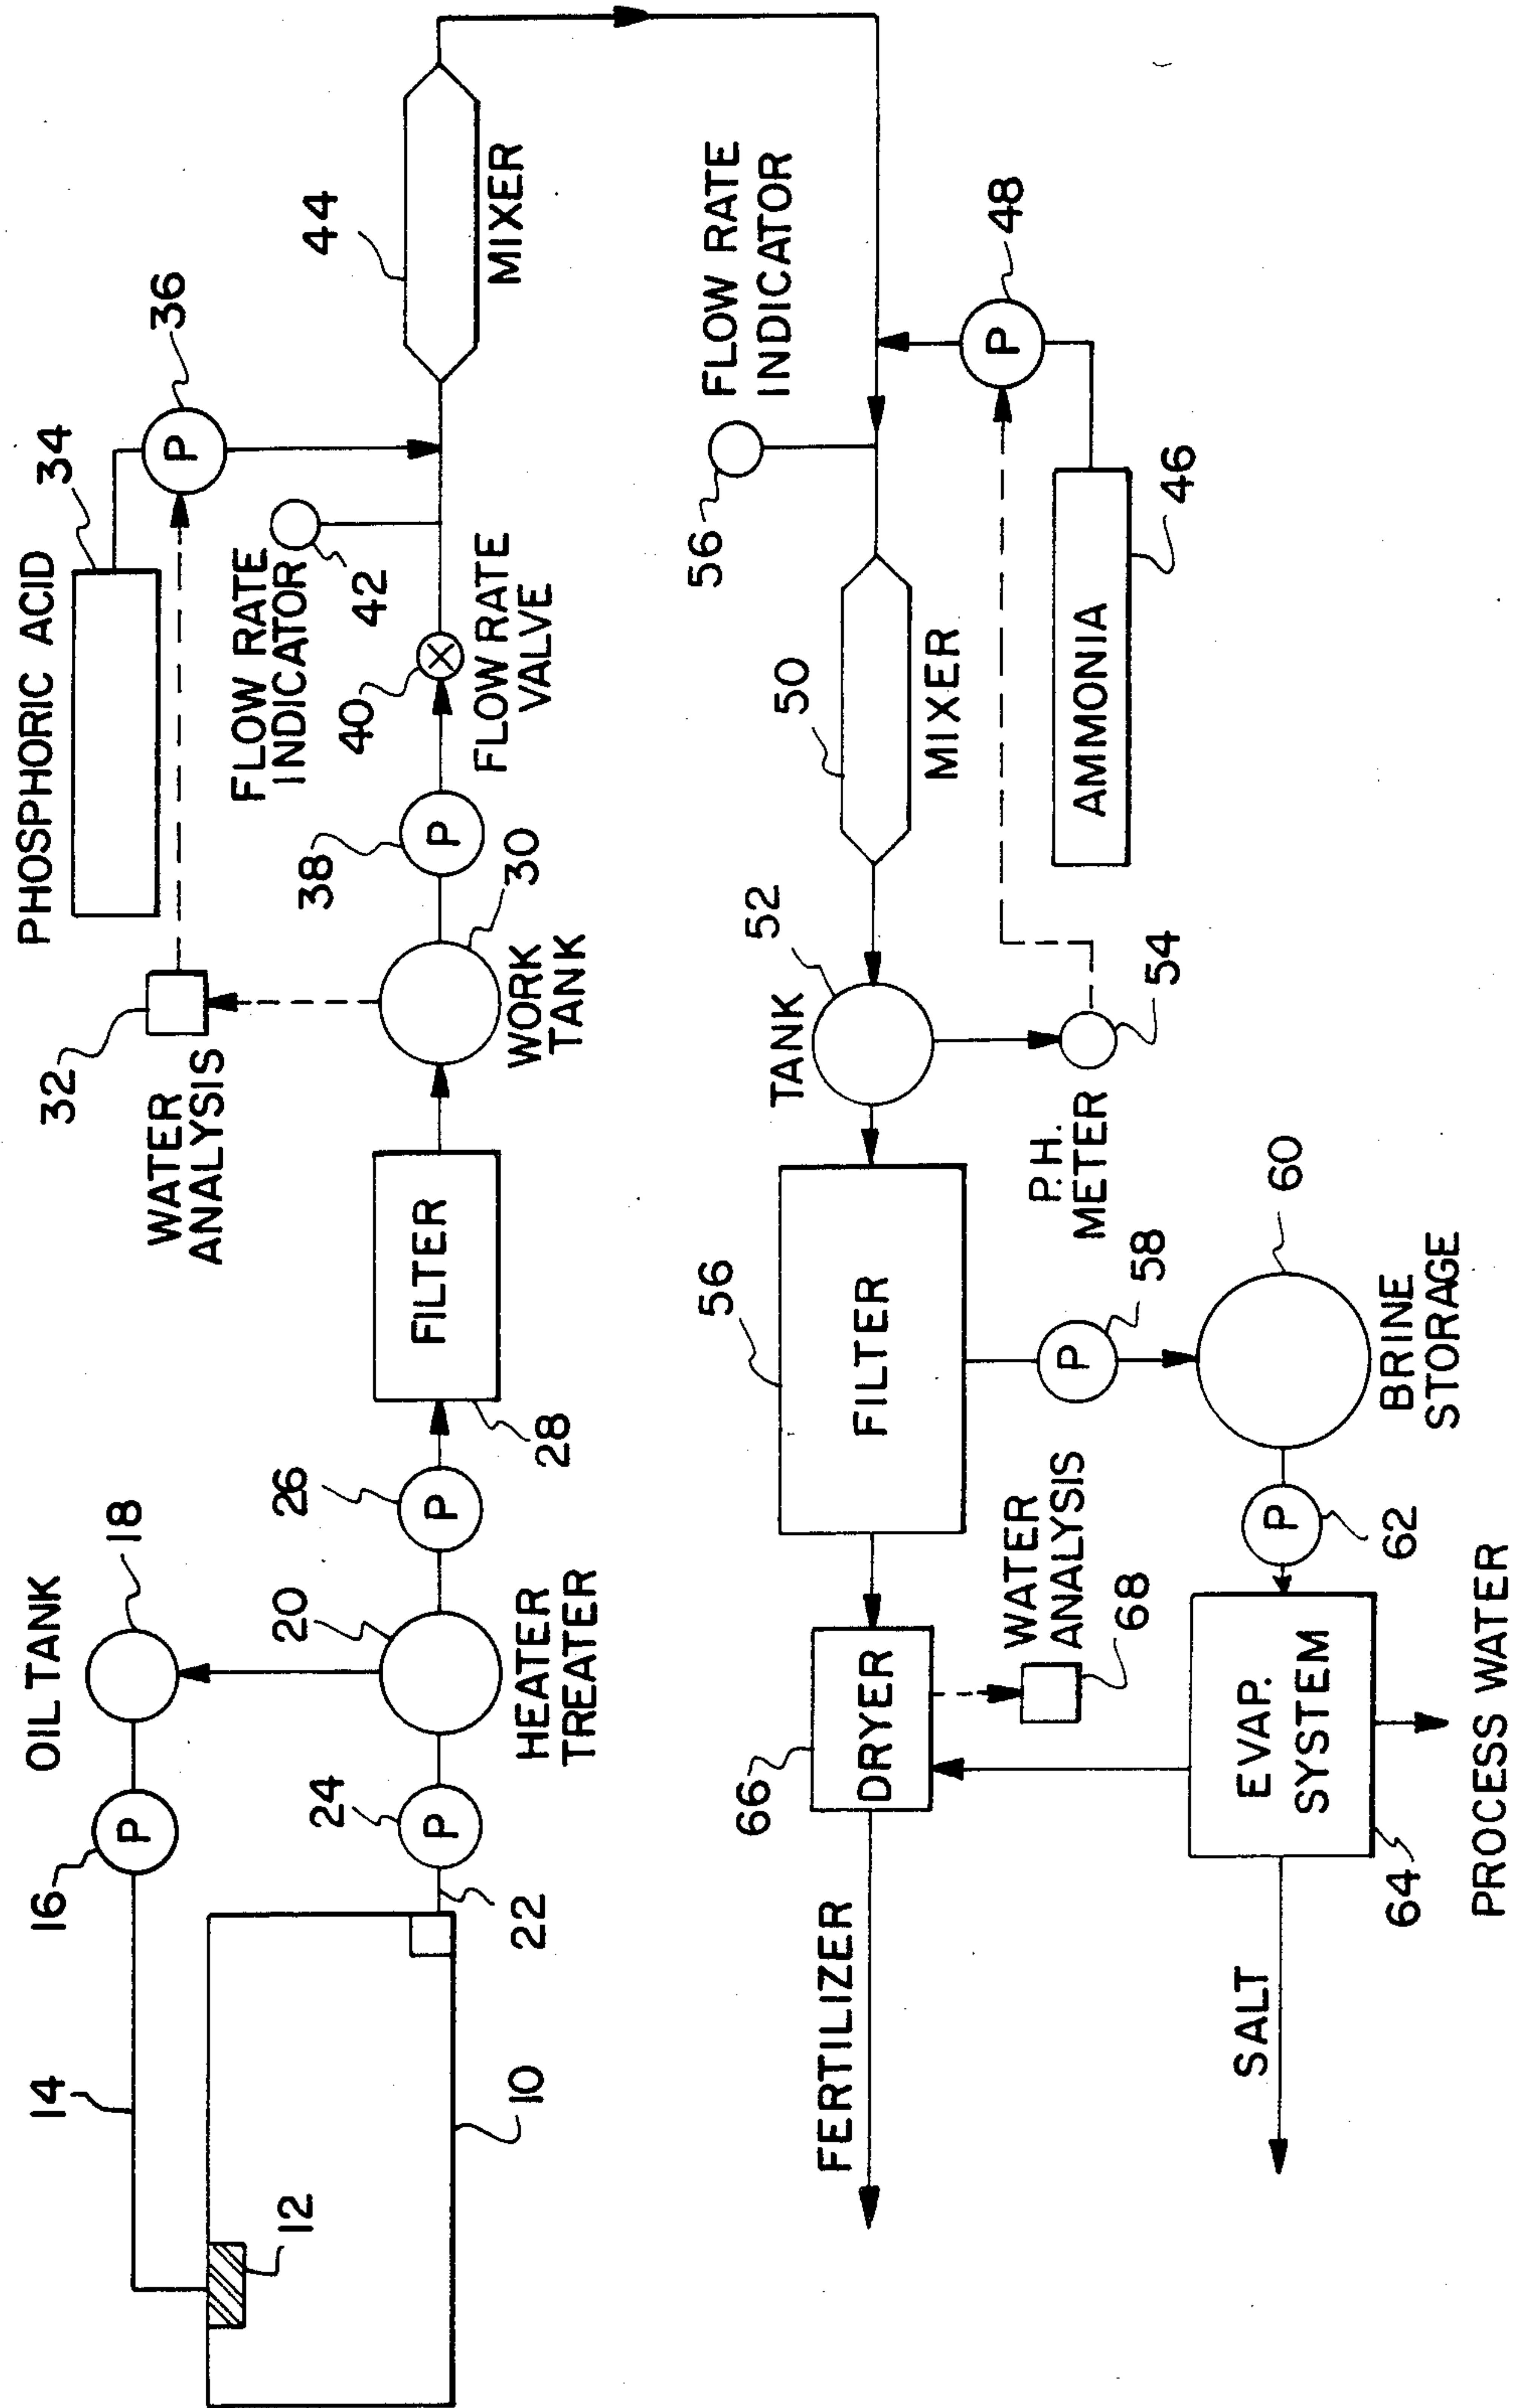 PHOSPHORIC ACID
34
36
P
32
WATER
ANALYSIS
FLOW RATE
INDICATOR
42
40
FLOW RATE
VALVE
44
MIXER
OIL TANK
18
16
P
14
12
10
22
24
P
20
HEATER
TREATER
26
P
28
FILTER
30
WORK
TANK
38
P
FLOW RATE
INDICATOR
56
48
P
46
AMMONIA
50
MIXER
52
TANK
54
P.H.
METER
56
FILTER
58
P
60
BRINE
STORAGE
62
P
WATER
ANALYSIS
68
66
DRYER
FERTILIZER
EVAP.
SYSTEM
64
SALT
PROCESS WATER